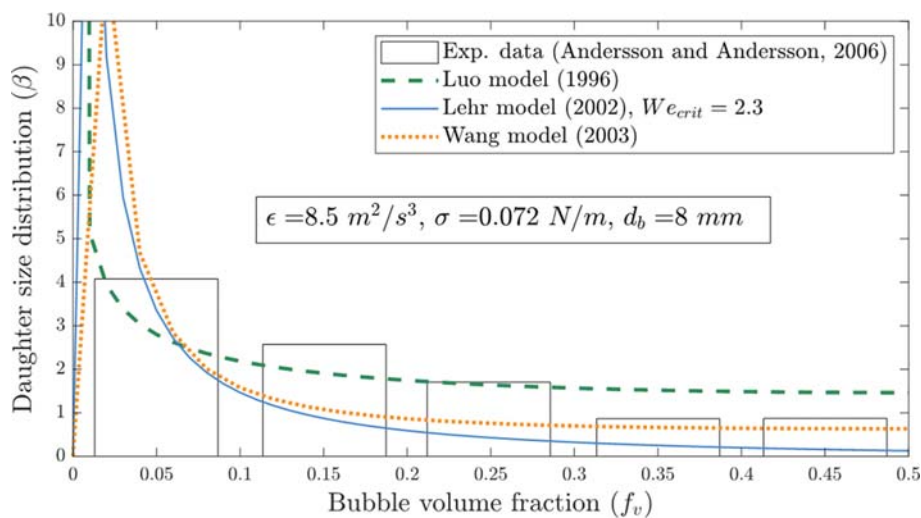 10
9
8
7
6
5
4
3
2
1
0
Daughter size distribution (β)
Exp. data (Andersson and Andersson, 2006)
Luo model (1996)
Lehr model (2002), We_{crit} = 2.3
Wang model (2003)
ϵ =8.5 m²/s³, σ =0.072 N/m, d_b =8 mm
0 0.05 0.1 0.15 0.2 0.25 0.3 0.35 0.4 0.45 0.5
Bubble volume fraction (f_v)